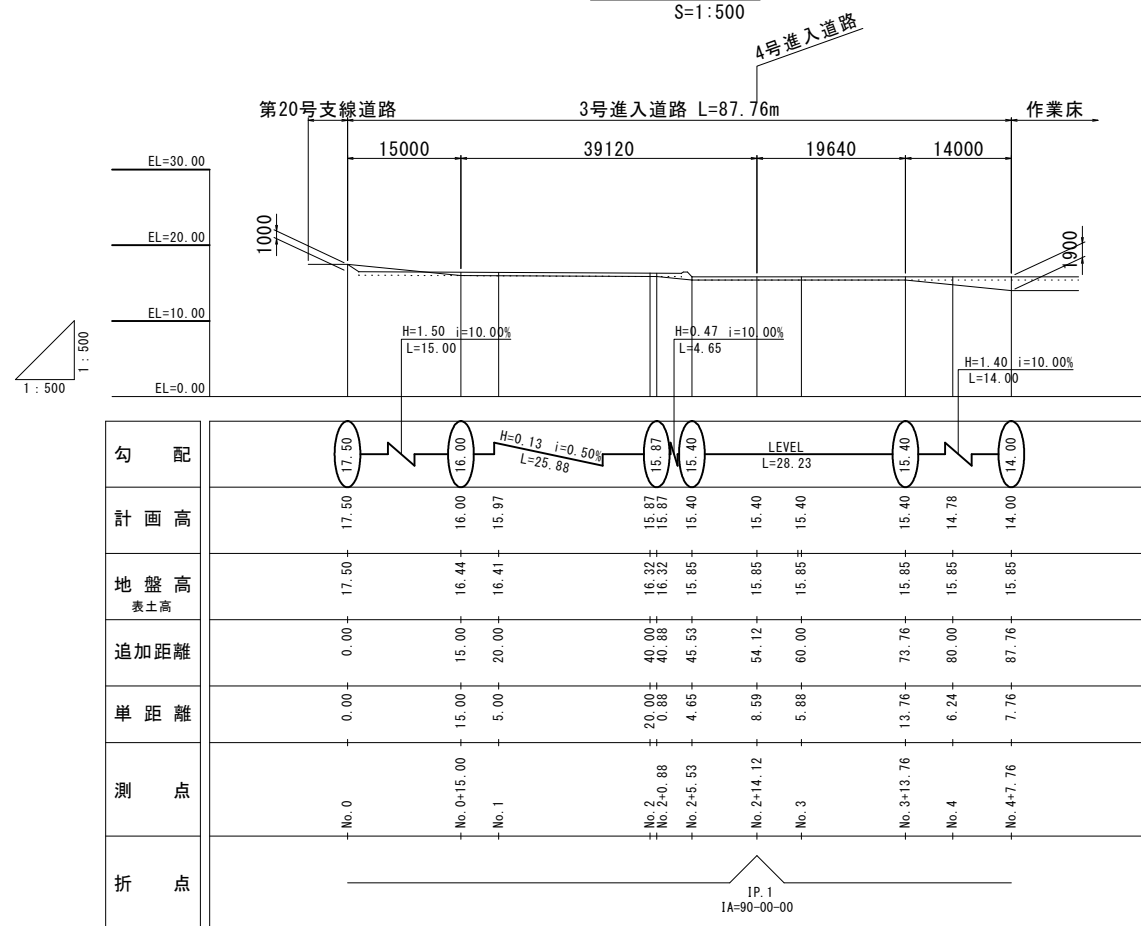 S=1:500
4号進入道路
第20号支線道路
3号進入道路 L=87.76m
作業床
15000
39120
19640
14000
EL=30.00
EL=20.00
EL=10.00
EL=0.00
1000
1900
1:500
1:500
H=1.50 i=10.00%
L=15.00
H=0.47 i=10.00%
L=4.65
H=1.40 i=10.00%
L=14.00
勾 配
17.50
16.00
H=0.13 i=0.50%
L=25.88
15.87
15.40
LEVEL
L=28.23
15.40
14.00
計 画 高
17.50
16.00
15.97
15.87
15.87
15.40
15.40
15.40
15.40
14.78
14.00
地 盤 高
表土高
17.50
16.44
16.41
16.32
16.32
15.85
15.85
15.85
15.85
15.85
15.85
追加距離
0.00
15.00
20.00
40.00
40.88
45.53
54.12
60.00
73.76
80.00
87.76
単 距 離
0.00
15.00
5.00
20.00
0.88
4.65
8.59
5.88
13.76
6.24
7.76
測 点
No.0
No.0+15.00
No.1
No.2
No.2+0.88
No.2+5.53
No.2+14.12
No.3
No.3+13.76
No.4
No.4+7.76
折 点
IP.1
IA=90-00-00